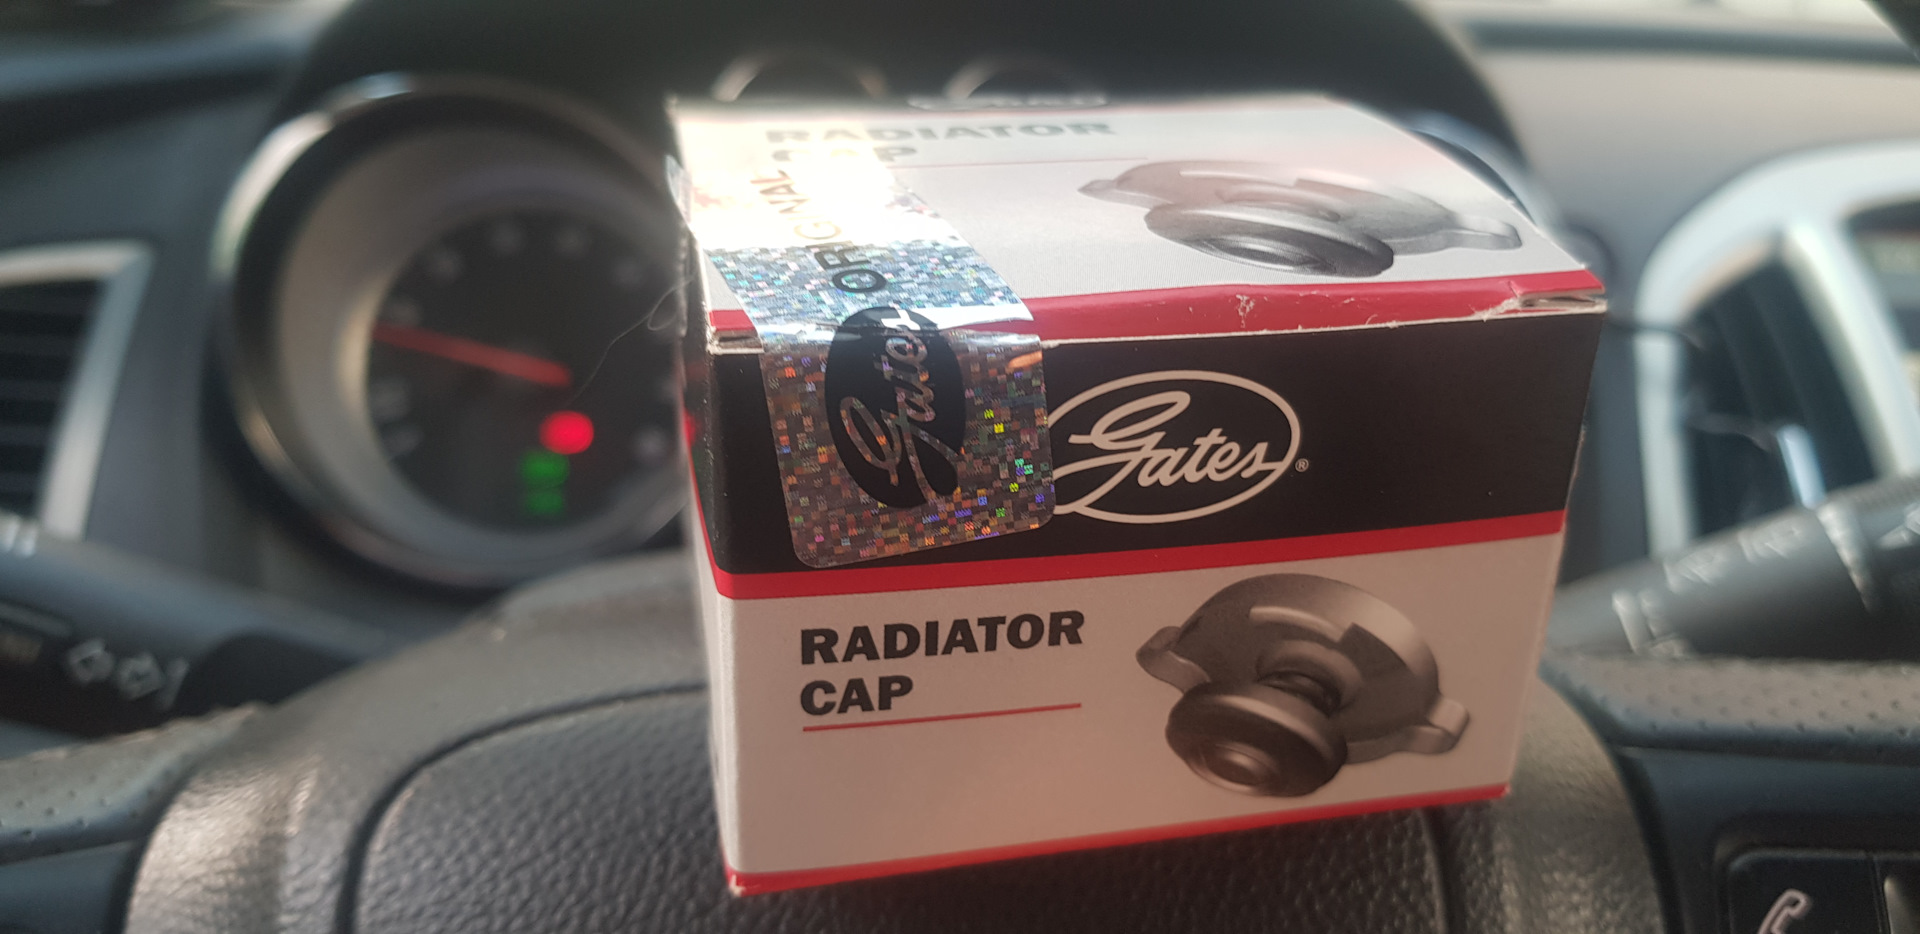 RADIATOR
CAP
ORIGINAL
Gates
Gates®
RADIATOR
CAP